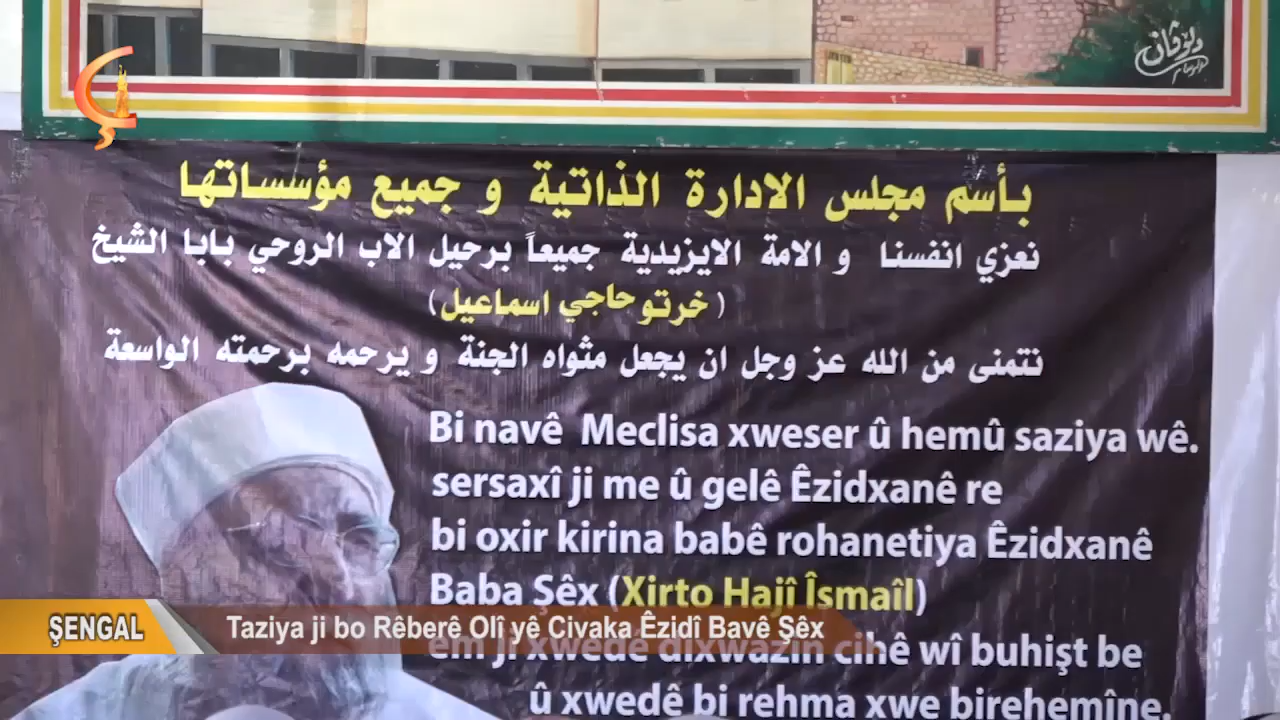 بأسم مجلس الادارة الذاتية و جميع مؤسساتها
نعزي انفسنا و الامة الايزيدية جميعاً برحيل الاب الروحي بابا الشيخ
(خرتو حاجي اسماعيل)
نتمنى من الله عز وجل ان يجعل مثواه الجنة و يرحمه برحمته الواسعة
Bi navê Meclisa xweser û hemû saziya wê.
sersaxî ji me û gelê Êzidxanê re
bi oxir kirina babê rohanetiya Êzidxanê
Baba Şêx (Xirto Hajî Îsmaîl)
em ji xwedê dixwazin cihê wî buhişt be
û xwedê bi rehma xwe birehemîne.
ŞENGAL
Taziya ji bo Rêberê Olî yê Civaka Êzidî Bavê Şêx